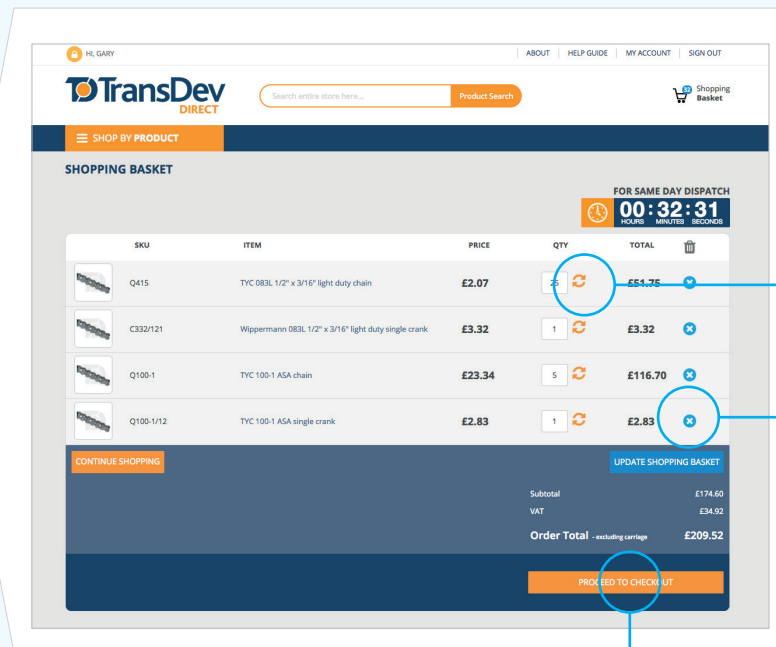 HI, GARY
ABOUT HELP GUIDE MY ACCOUNT SIGN OUT
TransDev
DIRECT
Search entire store here...
Product Search
32 Shopping
Basket
SHOP BY PRODUCT
SHOPPING BASKET
FOR SAME DAY DISPATCH
00:32:31
HOURS MINUTES SECONDS
SKU ITEM PRICE QTY TOTAL
Q415 TYC 083L 1/2" x 3/16" light duty chain £2.07 25 £51.75
C332/121 Wippermann 083L 1/2" x 3/16" light duty single crank £3.32 1 £3.32
Q100-1 TYC 100-1 ASA chain £23.34 5 £116.70
Q100-1/12 TYC 100-1 ASA single crank £2.83 1 £2.83
CONTINUE SHOPPING
UPDATE SHOPPING BASKET
Subtotal £174.60
VAT £34.92
Order Total - excluding carriage £209.52
PROCEED TO CHECKOUT